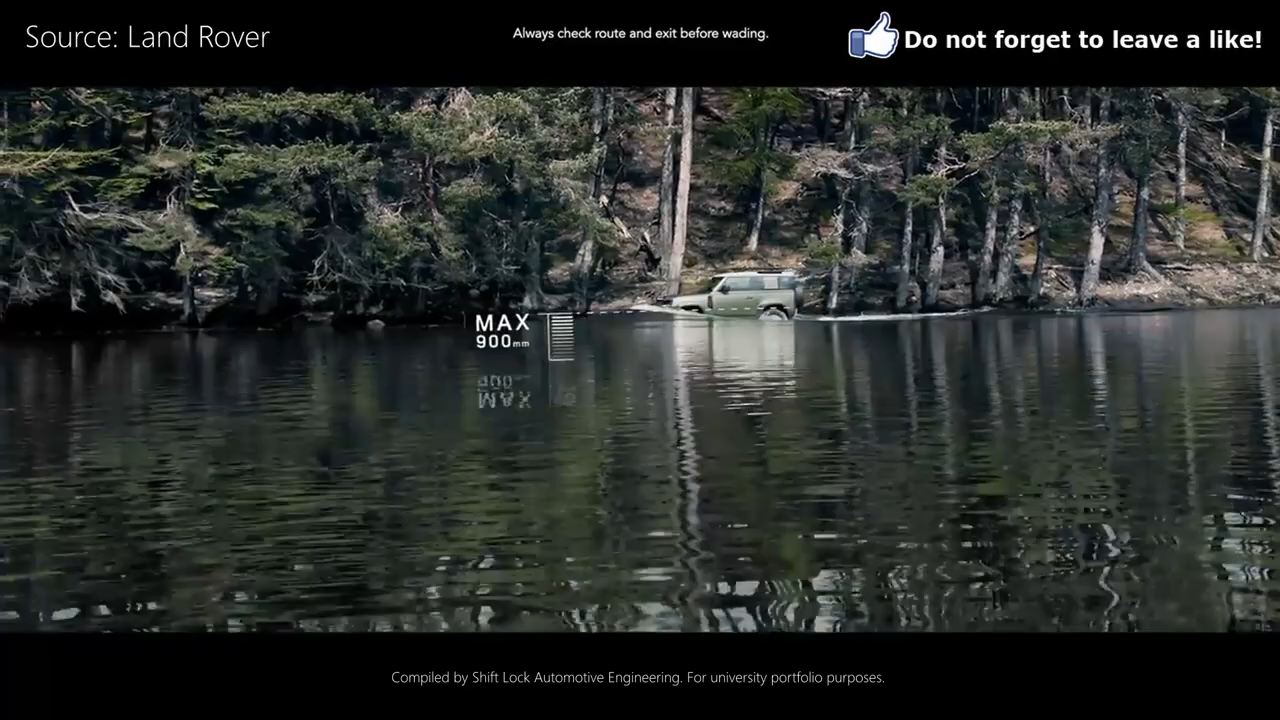 Source: Land Rover
Always check route and exit before wading.
Do not forget to leave a like!
MAX
900mm
Compiled by Shift Lock Automotive Engineering. For university portfolio purposes.